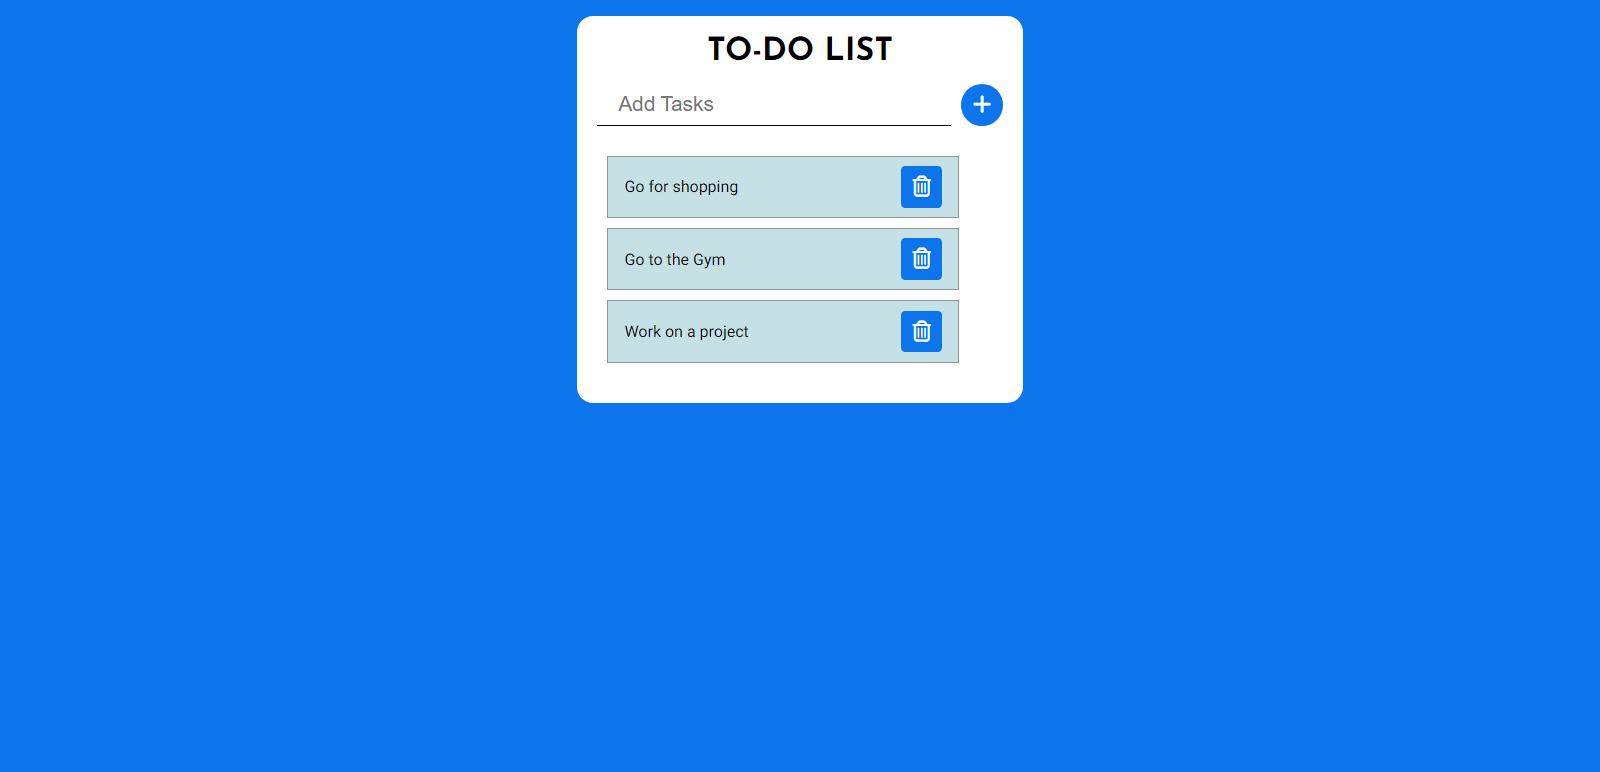 TO-DO LIST
Add Tasks
Go for shopping
Go to the Gym
Work on a project